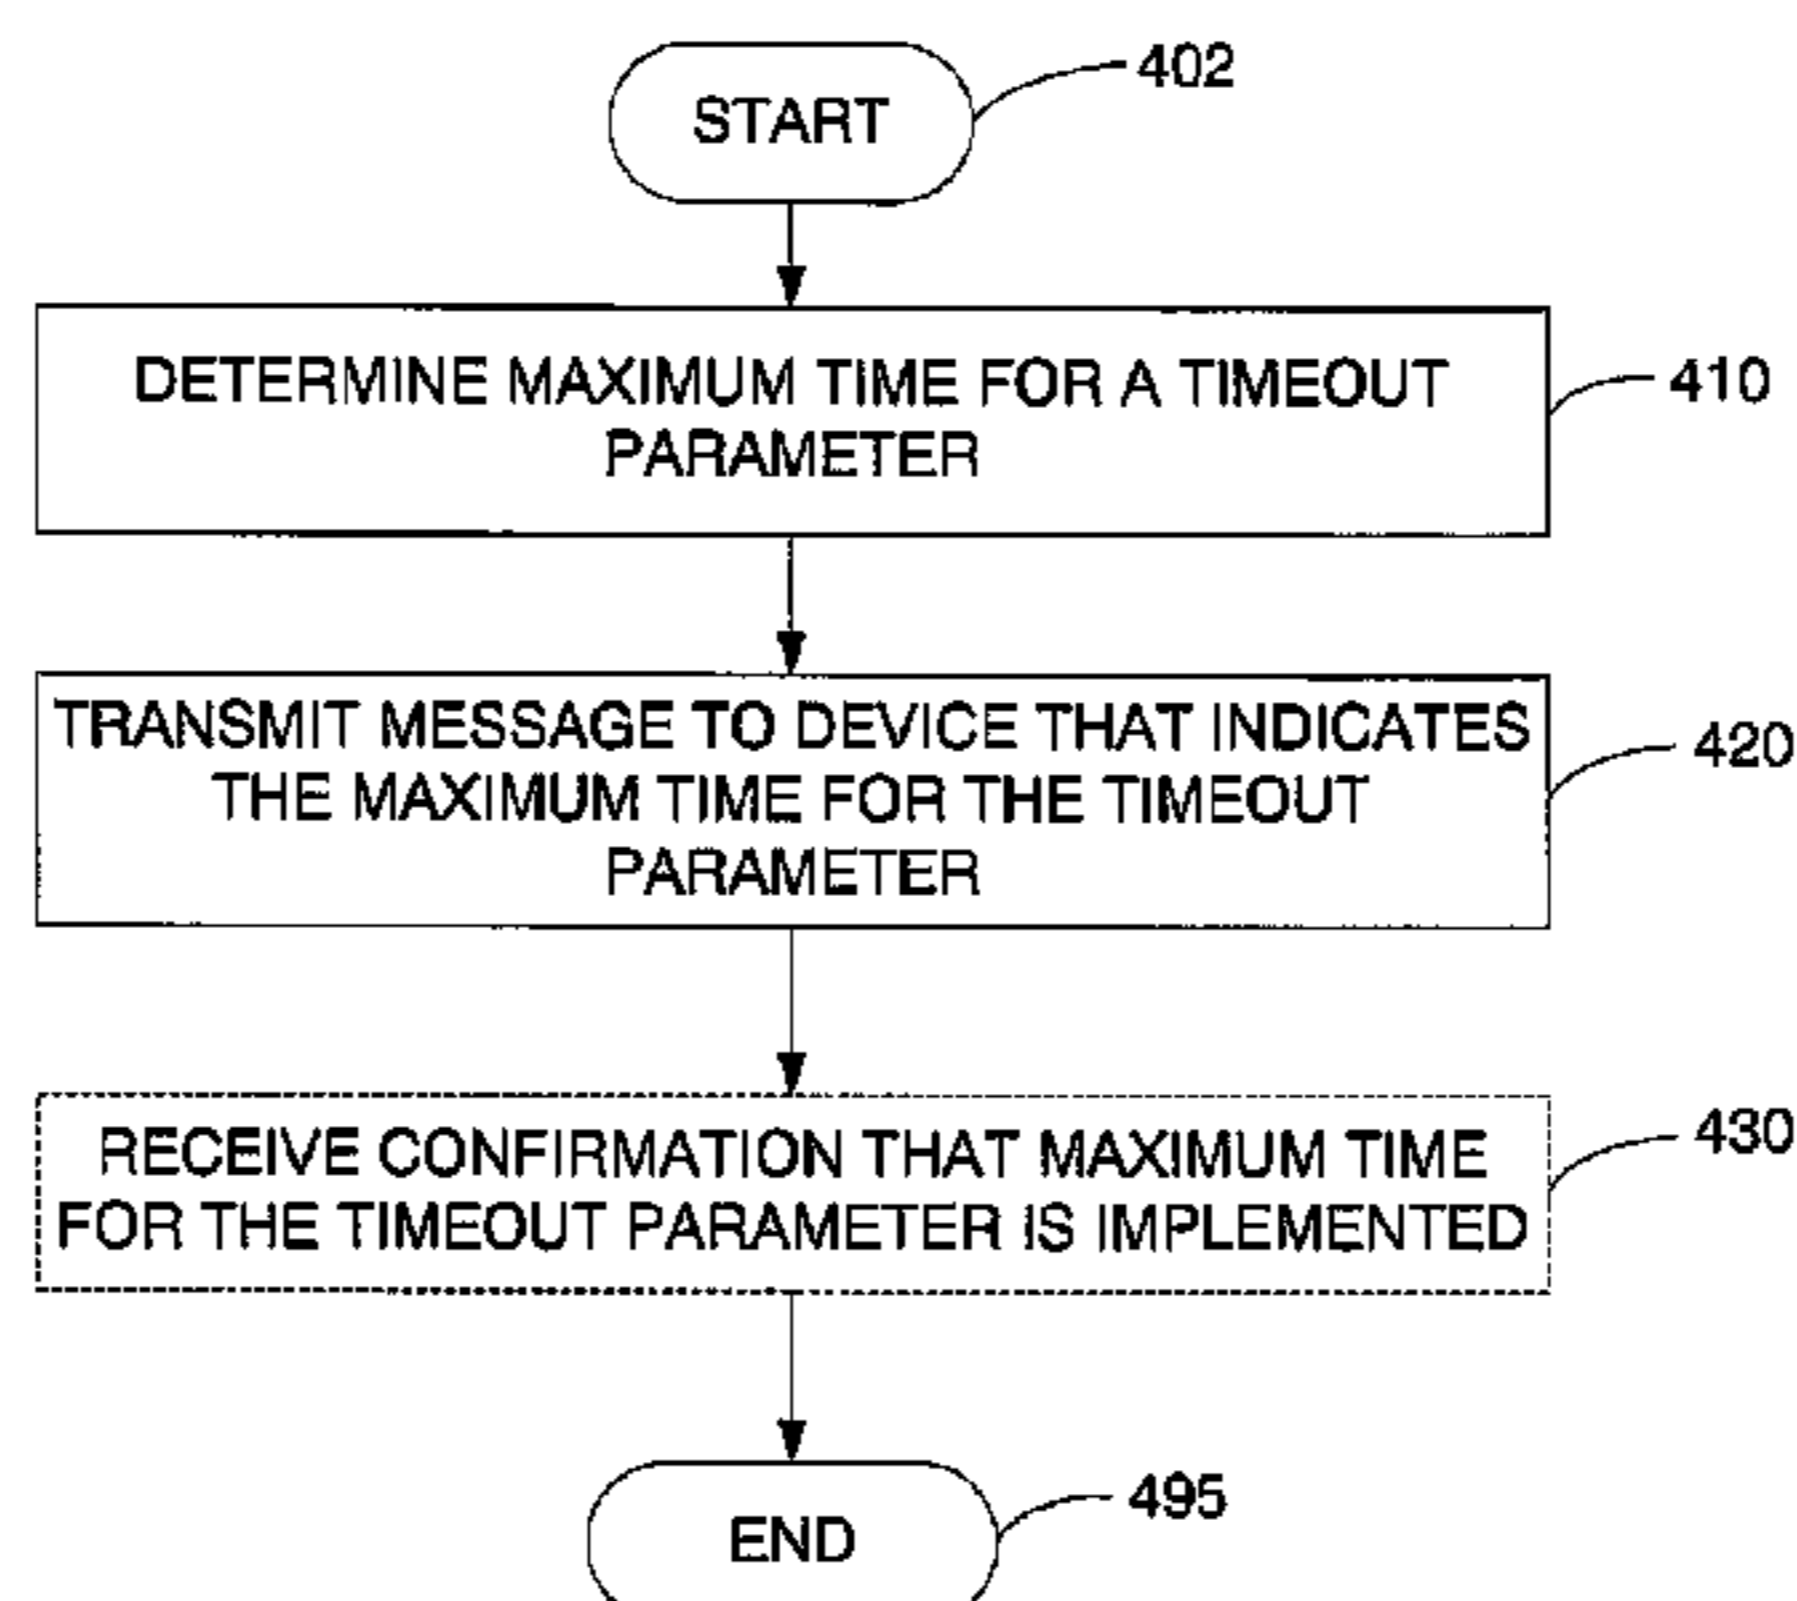 START
402
DETERMINE MAXIMUM TIME FOR A TIMEOUT
PARAMETER
410
TRANSMIT MESSAGE TO DEVICE THAT INDICATES
THE MAXIMUM TIME FOR THE TIMEOUT
PARAMETER
420
RECEIVE CONFIRMATION THAT MAXIMUM TIME
FOR THE TIMEOUT PARAMETER IS IMPLEMENTED
430
END
495